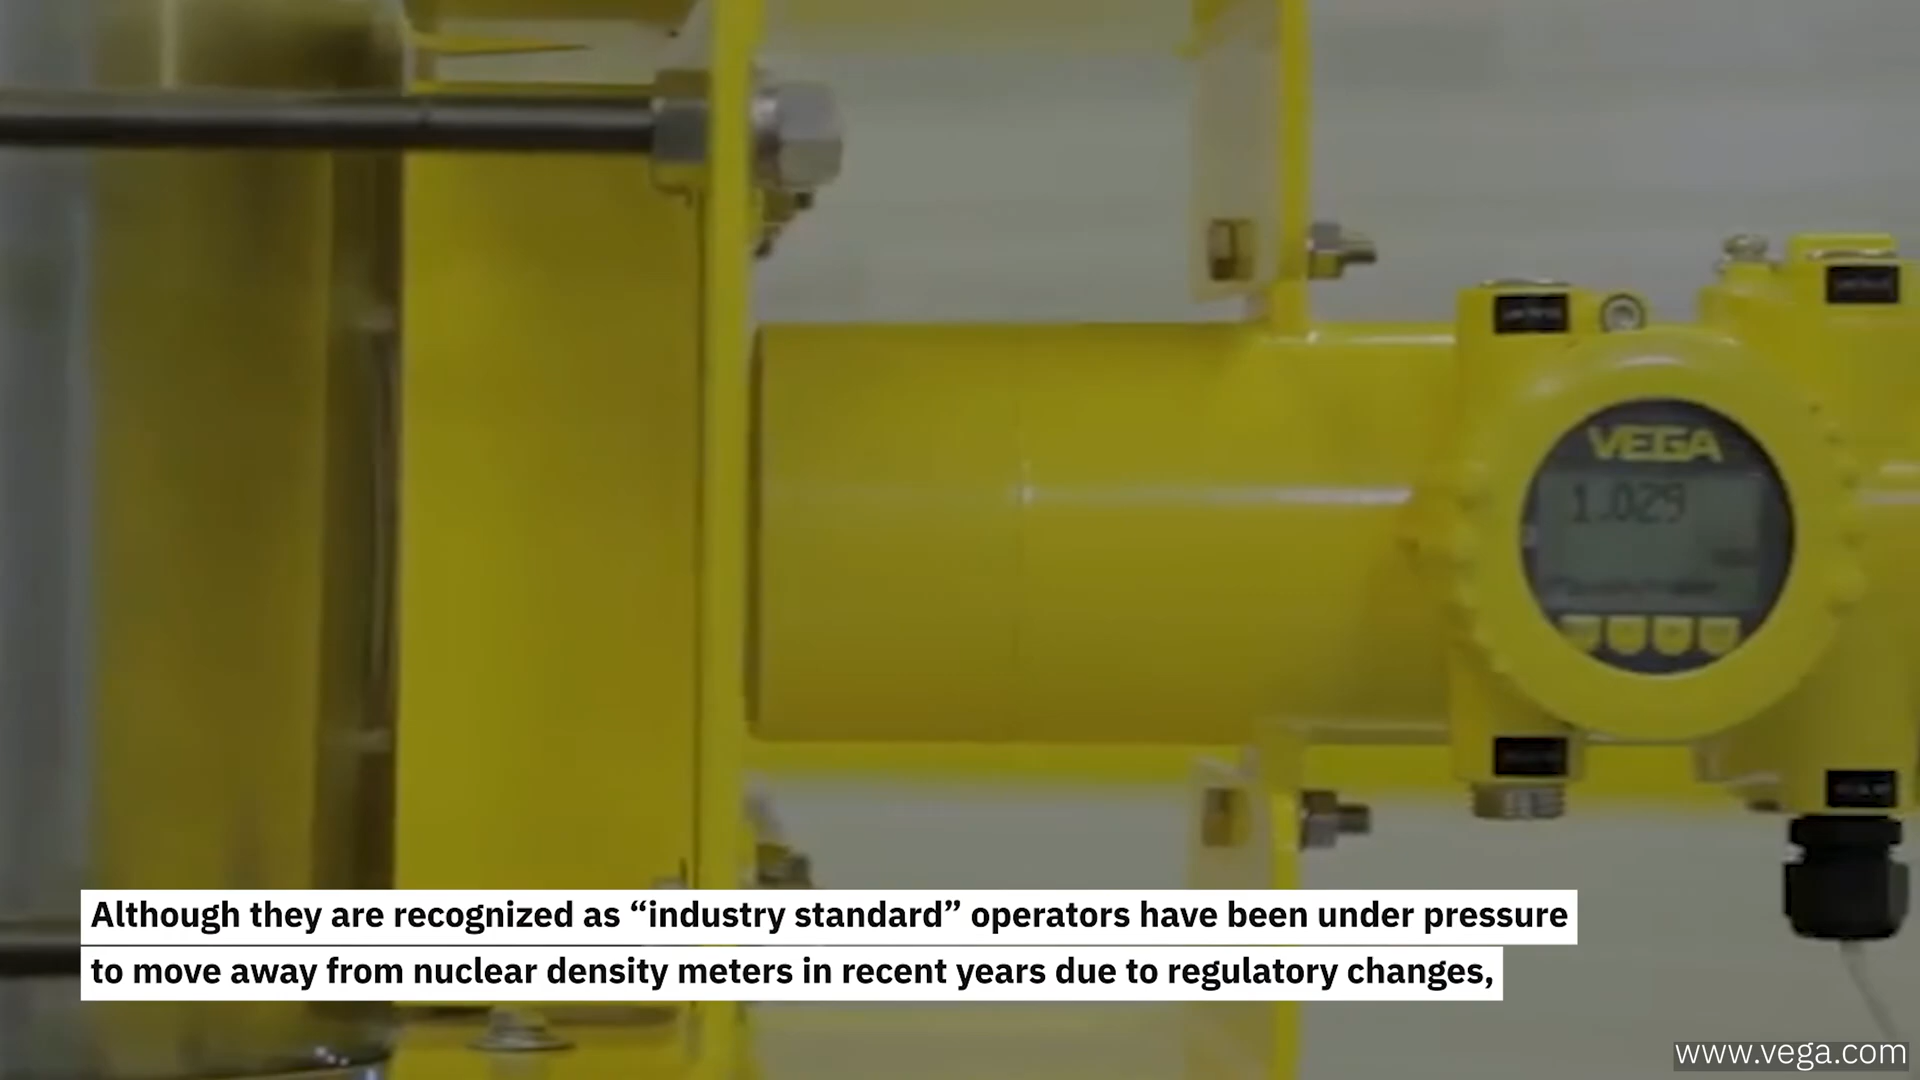 VEGA
1.029
Although they are recognized as “industry standard” operators have been under pressure
to move away from nuclear density meters in recent years due to regulatory changes,
www.vega.com